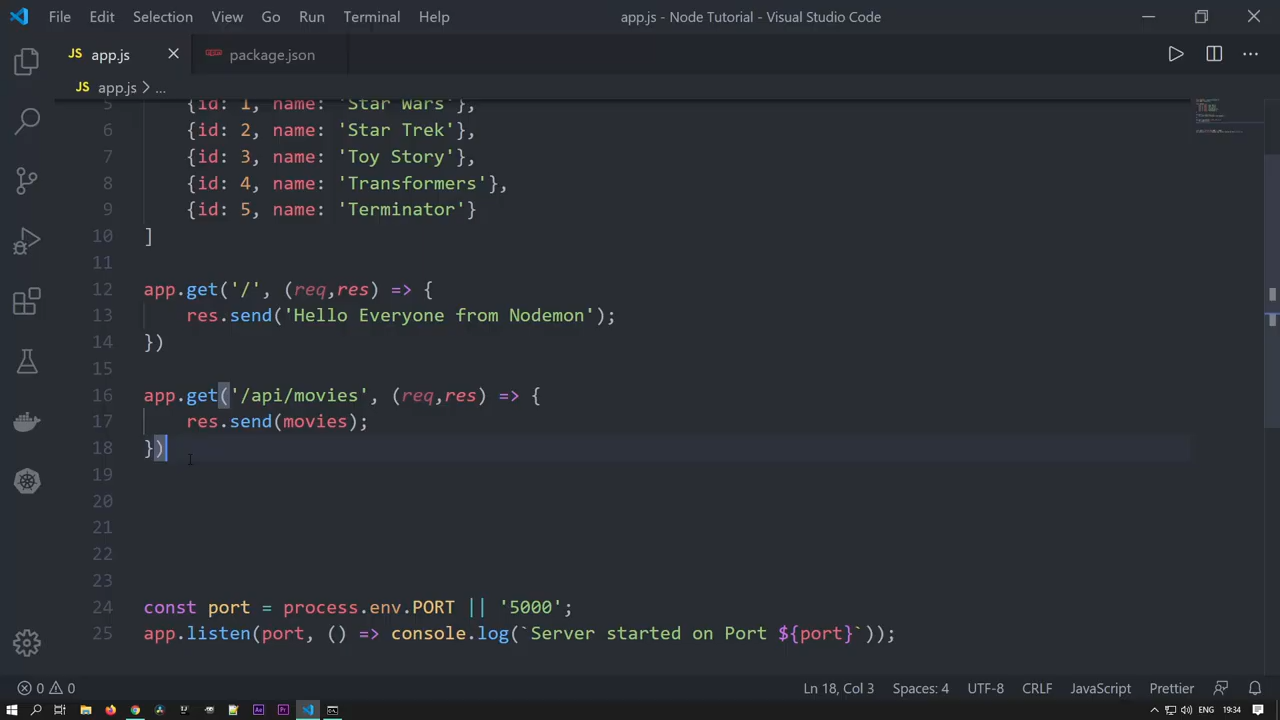 File Edit Selection View Go Run Terminal Help app.js - Node Tutorial - Visual Studio Code
JS app.js package.json
JS app.js > ...
5 {id: 1, name: 'Star Wars'},
6 {id: 2, name: 'Star Trek'},
7 {id: 3, name: 'Toy Story'},
8 {id: 4, name: 'Transformers'},
9 {id: 5, name: 'Terminator'}
10 ]
11
12 app.get('/', (req,res) => {
13 res.send('Hello Everyone from Nodemon');
14 })
15
16 app.get('/api/movies', (req,res) => {
17 res.send(movies);
18 })
19
20
21
22
23
24 const port = process.env.PORT || '5000';
25 app.listen(port, () => console.log(`Server started on Port ${port}`));
0 0 Ln 18, Col 3 Spaces: 4 UTF-8 CRLF JavaScript Prettier
ENG 19:34